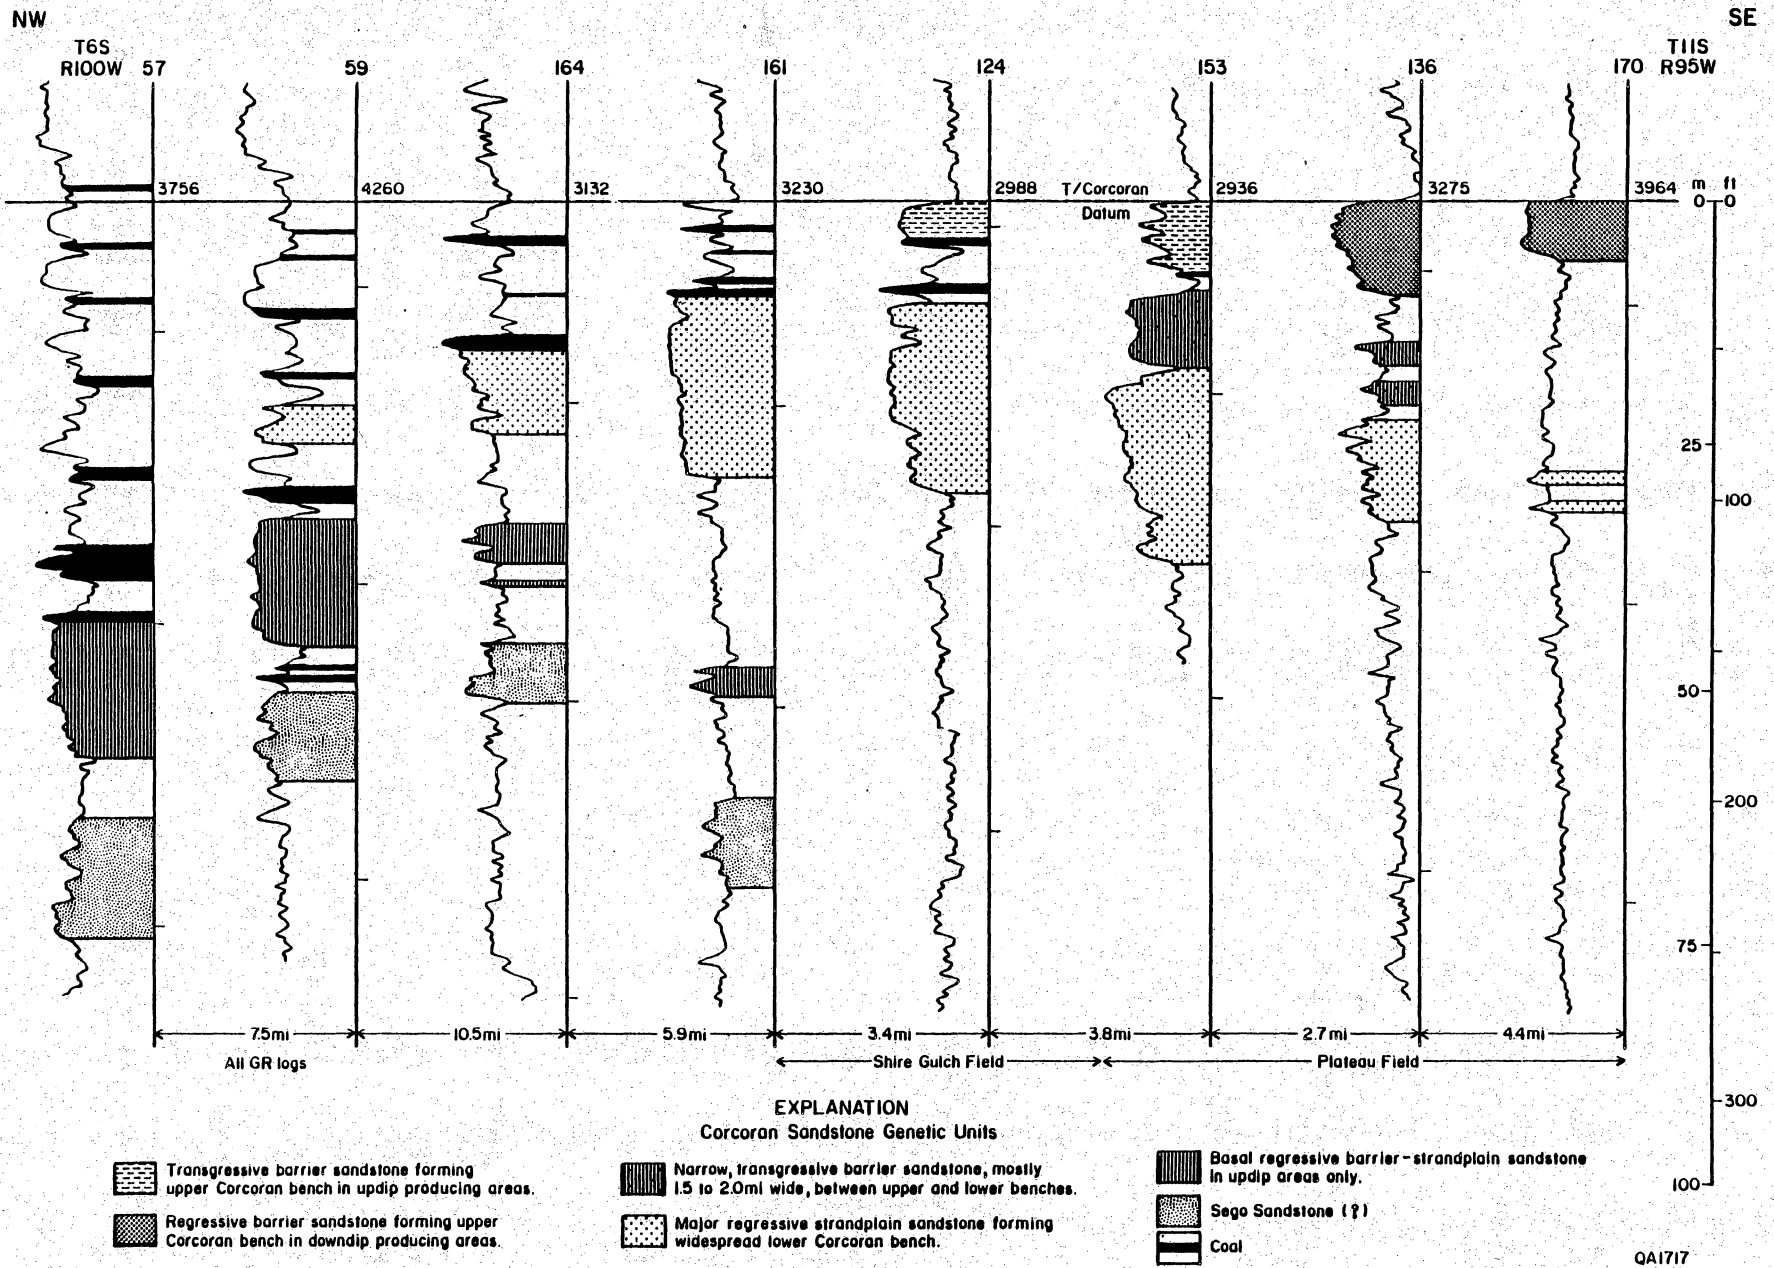 NW
SE
T6S
R100W 57
59
164
161
124
153
136
170
T11S
R95W
3756
4260
3132
3230
2988
T/Corcoran
Datum
2936
3275
3964
m ft
0 0
25
100
50
200
75
300
100
7.5mi
10.5mi
5.9mi
3.4mi
3.8mi
2.7mi
4.4mi
All GR logs
Shire Gulch Field
Plateau Field
EXPLANATION
Corcoran Sandstone Genetic Units
Transgressive barrier sandstone forming
upper Corcoran bench in updip producing areas.
Regressive barrier sandstone forming upper
Corcoran bench in downdip producing areas.
Narrow, transgressive barrier sandstone, mostly
1.5 to 2.0mi wide, between upper and lower benches.
Major regressive strandplain sandstone forming
widespread lower Corcoran bench.
Basal regressive barrier-strandplain sandstone
in updip areas only.
Sego Sandstone (?)
Coal
QA1717